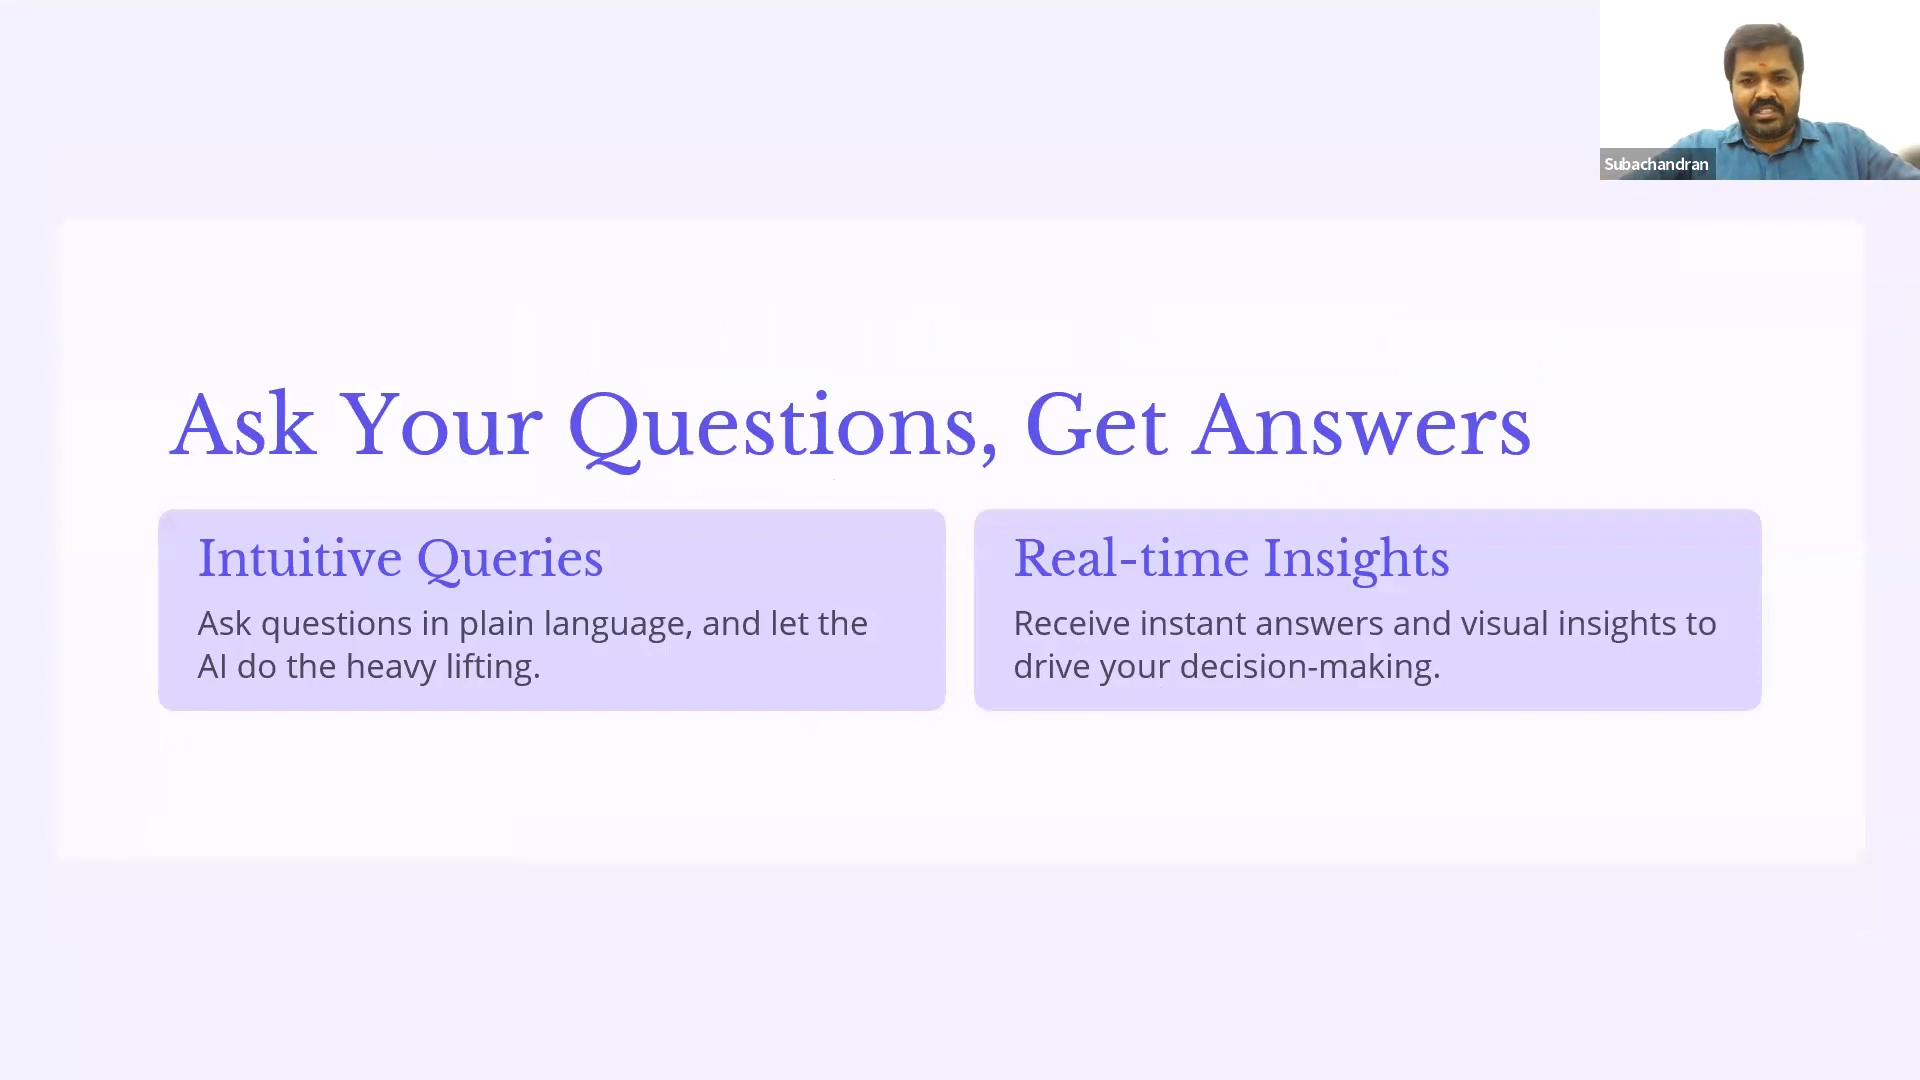 Subachandran
Ask Your Questions, Get Answers
Intuitive Queries
Ask questions in plain language, and let the
AI do the heavy lifting.
Real-time Insights
Receive instant answers and visual insights to
drive your decision-making.